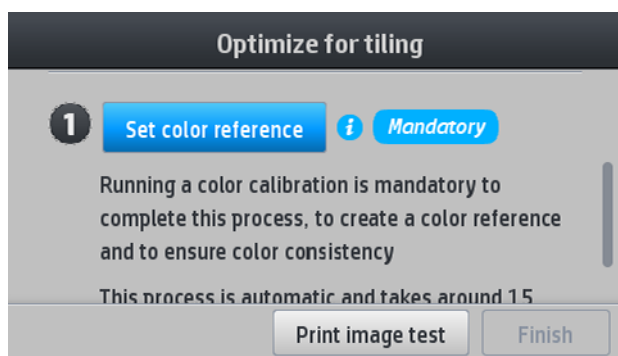 Optimize for tiling
1 Set color reference i Mandatory
Running a color calibration is mandatory to
complete this process, to create a color reference
and to ensure color consistency
This process is automatic and takes around 15
Print image test Finish